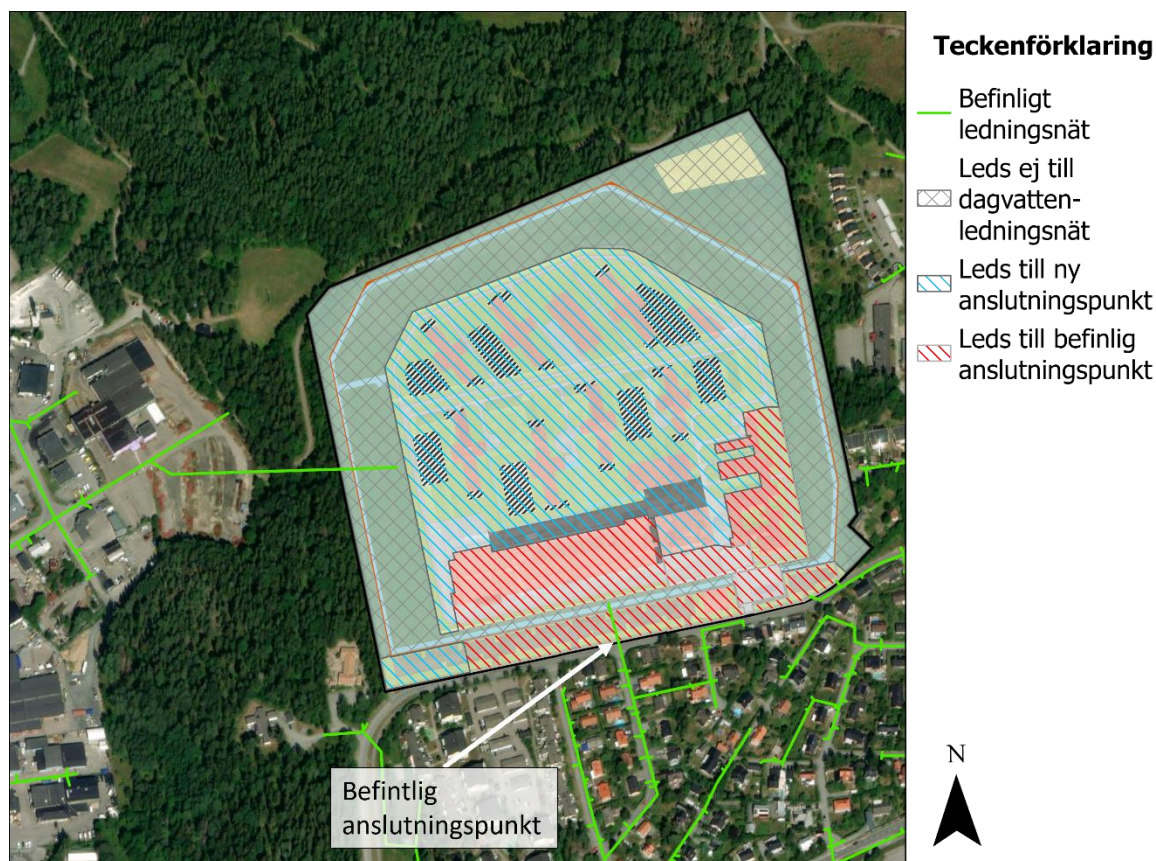 Teckenförklaring
Befinligt
ledningsnät
Leds ej till
dagvatten-
ledningsnät
Leds till ny
anslutningspunkt
Leds till befinlig
anslutningspunkt
N
Befintlig
anslutningspunkt